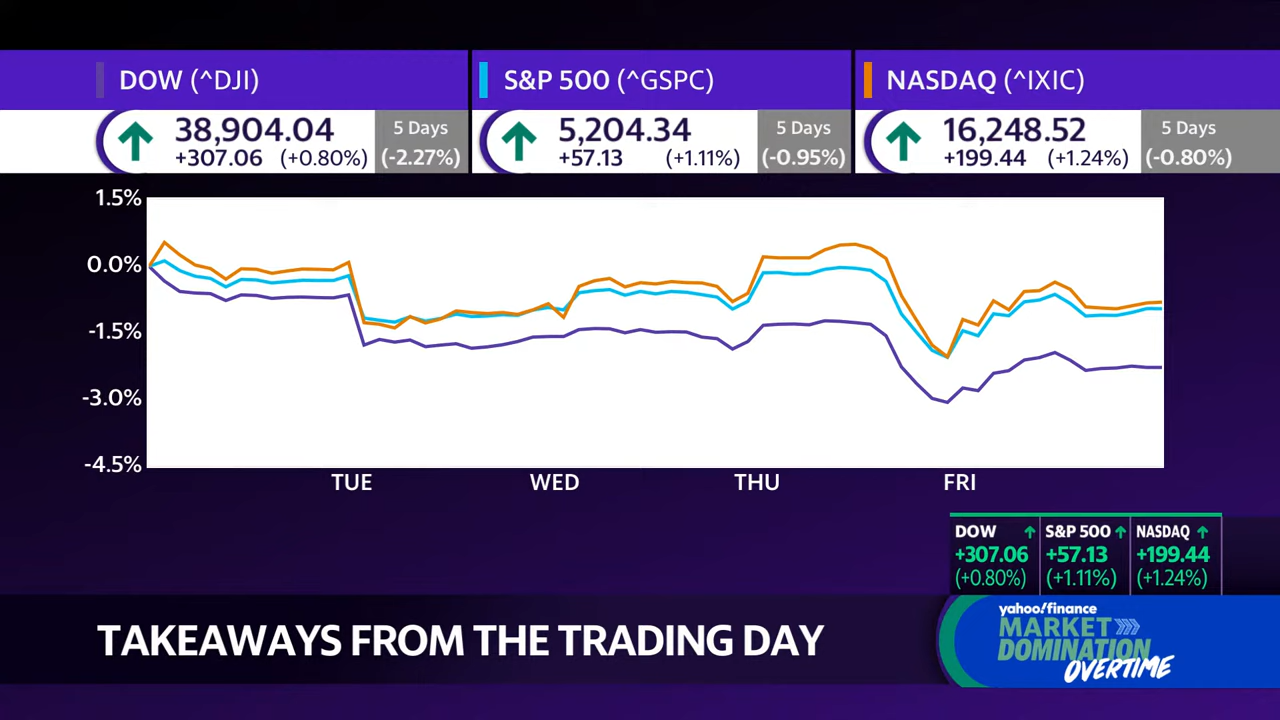 DOW (^DJI)
38,904.04
+307.06 (+0.80%)
5 Days
(-2.27%)
S&P 500 (^GSPC)
5,204.34
+57.13 (+1.11%)
5 Days
(-0.95%)
NASDAQ (^IXIC)
16,248.52
+199.44 (+1.24%)
5 Days
(-0.80%)
1.5%
0.0%
-1.5%
-3.0%
-4.5%
TUE WED THU FRI
DOW
+307.06
(+0.80%)
S&P 500
+57.13
(+1.11%)
NASDAQ
+199.44
(+1.24%)
TAKEAWAYS FROM THE TRADING DAY
yahoo!finance
MARKET
DOMINATION
OVERTIME